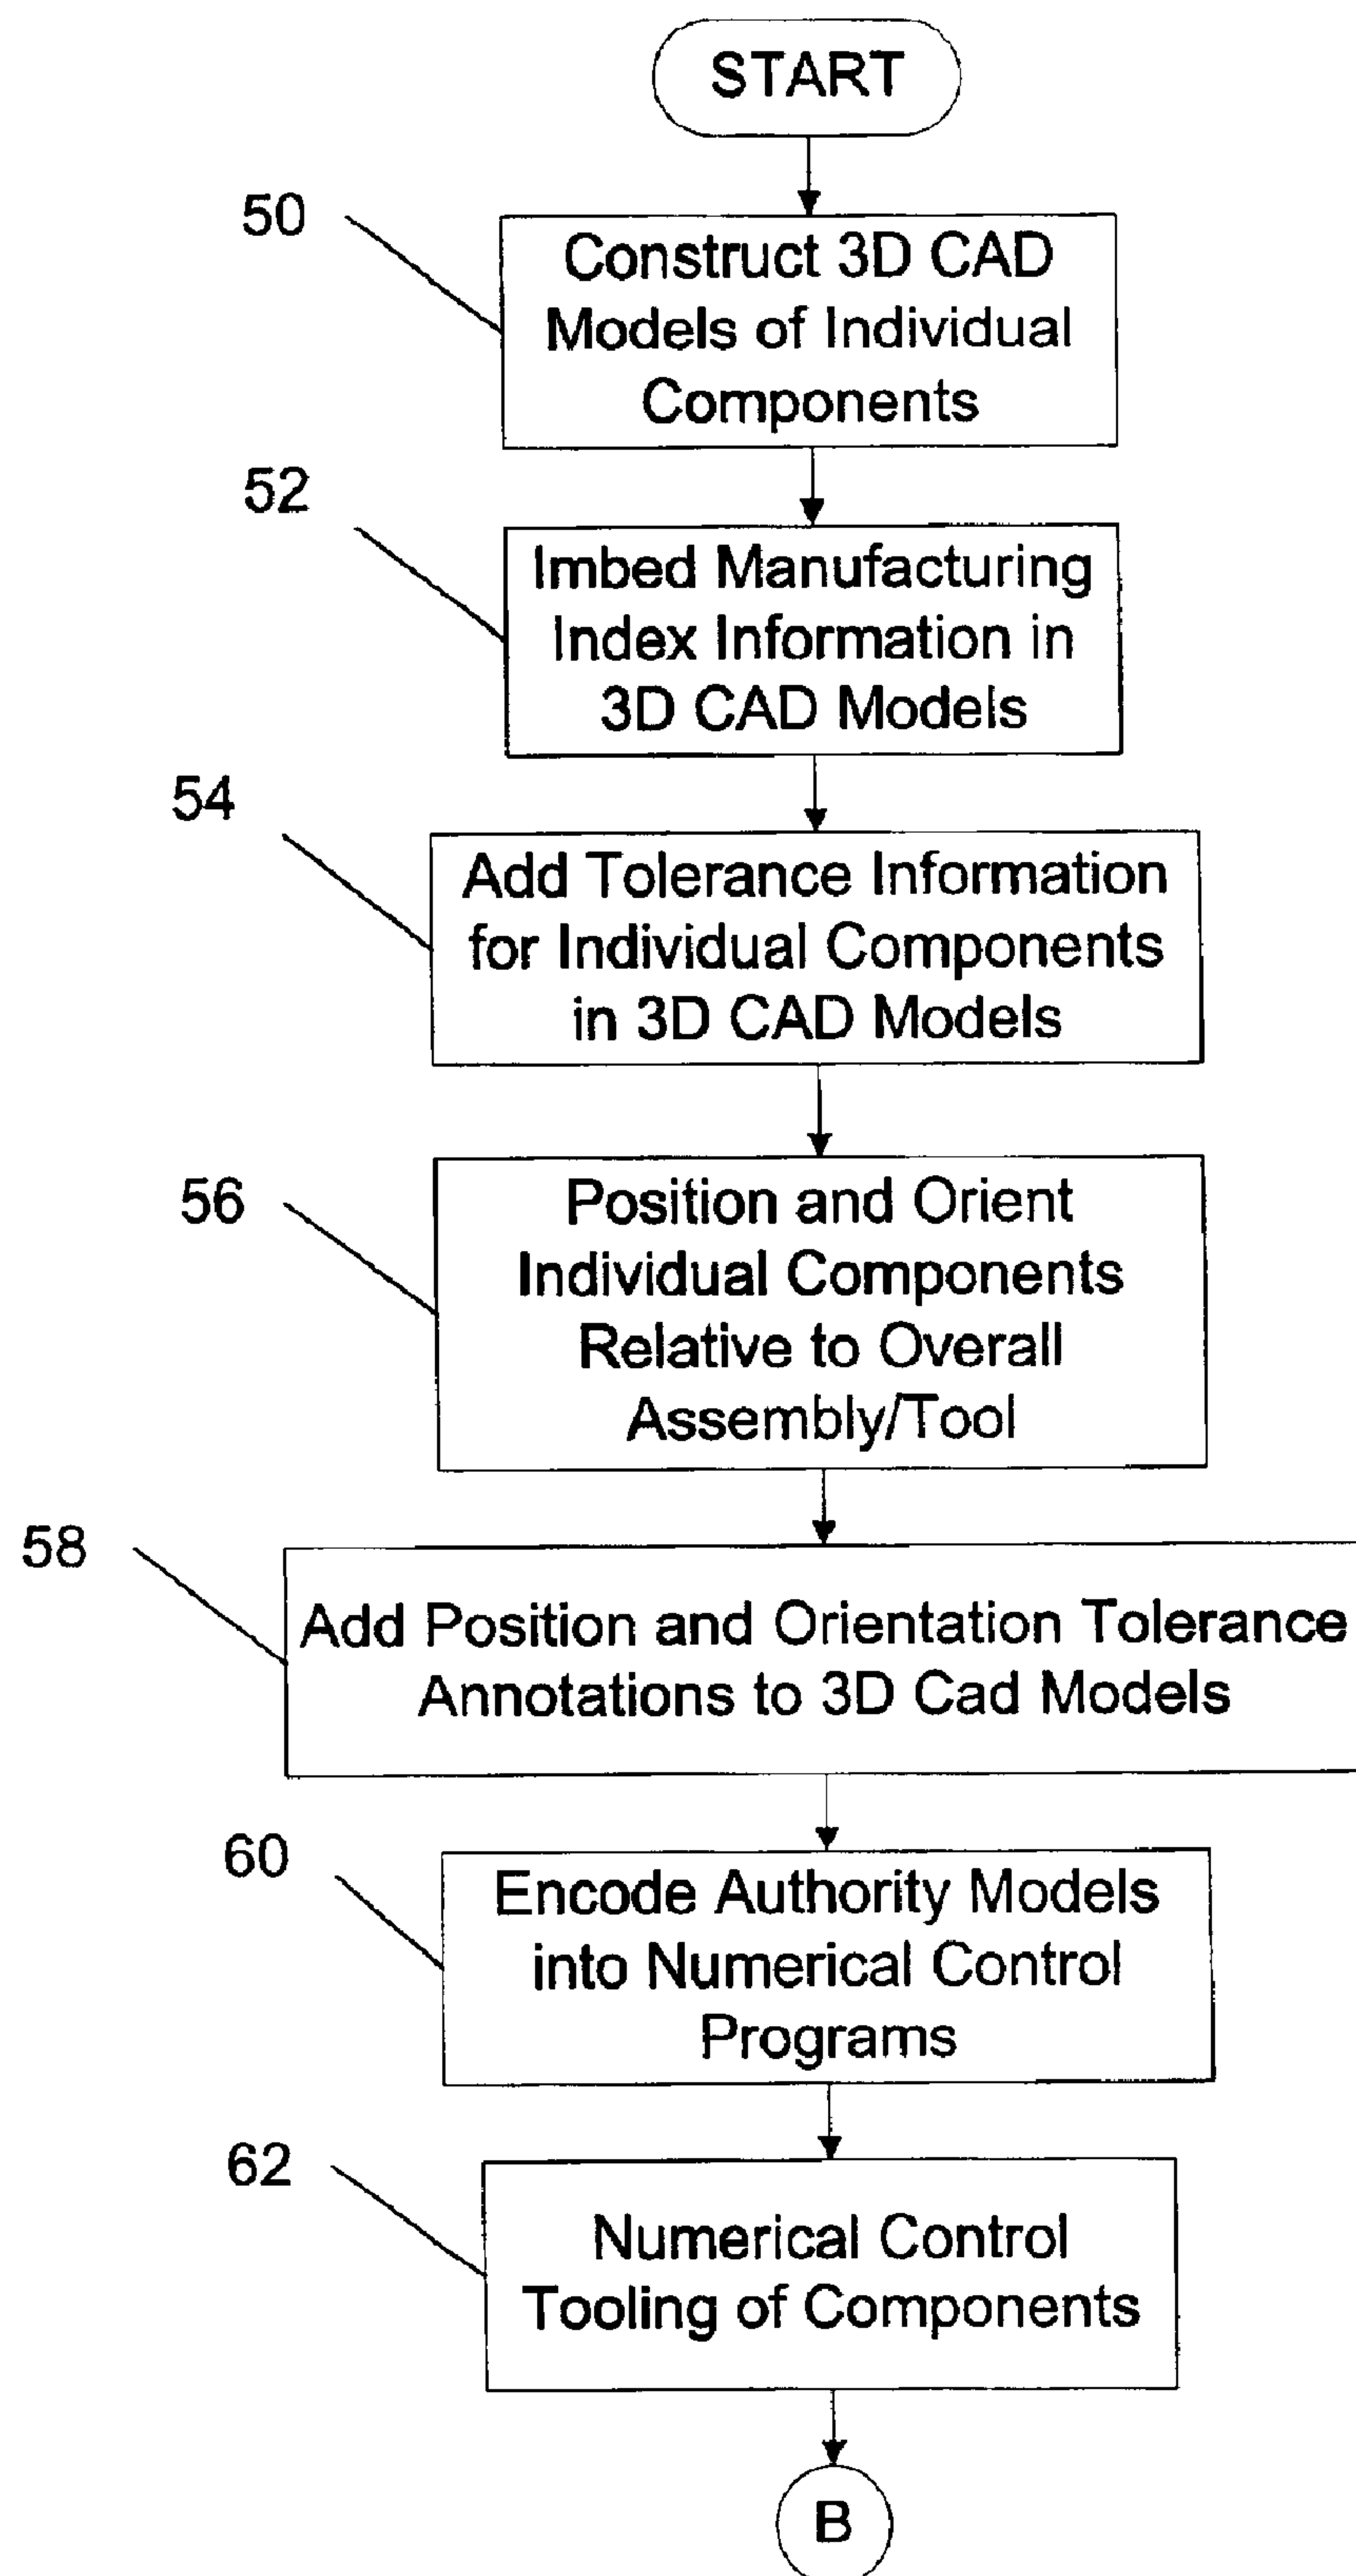 START
50
Construct 3D CAD
Models of Individual
Components
52
Imbed Manufacturing
Index Information in
3D CAD Models
54
Add Tolerance Information
for Individual Components
in 3D CAD Models
56
Position and Orient
Individual Components
Relative to Overall
Assembly/Tool
58
Add Position and Orientation Tolerance
Annotations to 3D Cad Models
60
Encode Authority Models
into Numerical Control
Programs
62
Numerical Control
Tooling of Components
B